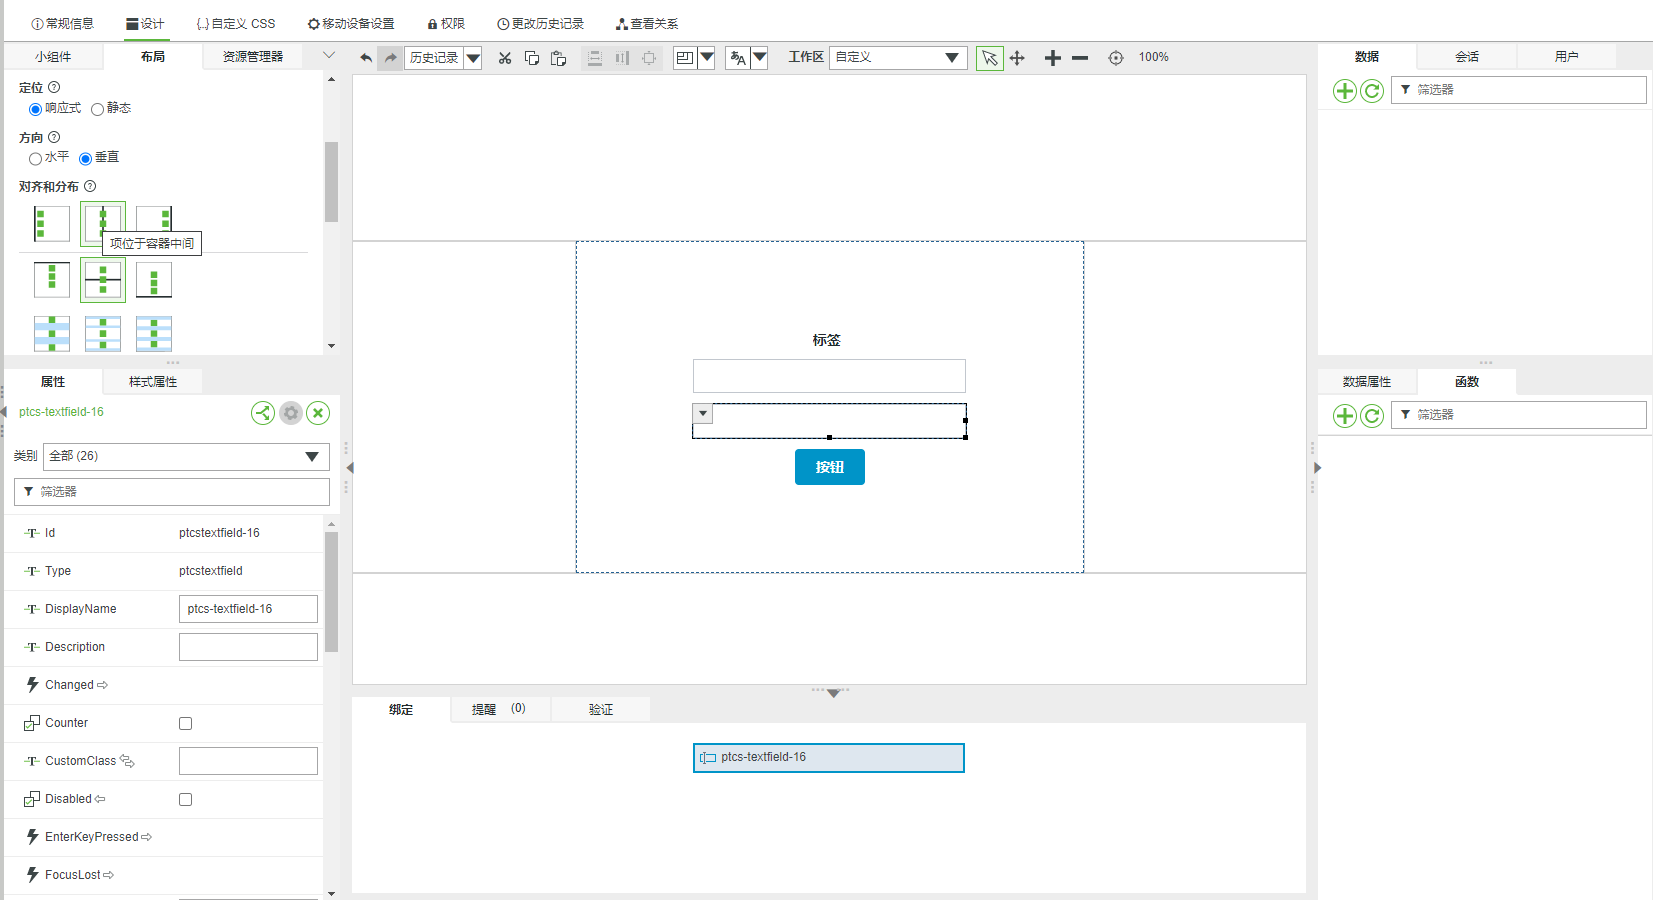 常规信息 设计 {..}自定义 CSS 移动设备设置 权限 更改历史记录 查看关系
小组件 布局 资源管理器
历史记录 工作区 自定义 100%
数据 会话 用户
筛选器
定位
响应式 静态
方向
水平 垂直
对齐和分布
项位于容器中间
标签
按钮
属性 样式属性
ptcs-textfield-16
类别 全部 (26)
筛选器
Id ptcstextfield-16
Type ptcstextfield
DisplayName ptcs-textfield-16
Description
Changed
Counter
CustomClass
Disabled
EnterKeyPressed
FocusLost
绑定 提醒 (0) 验证
ptcs-textfield-16
数据属性 函数
筛选器